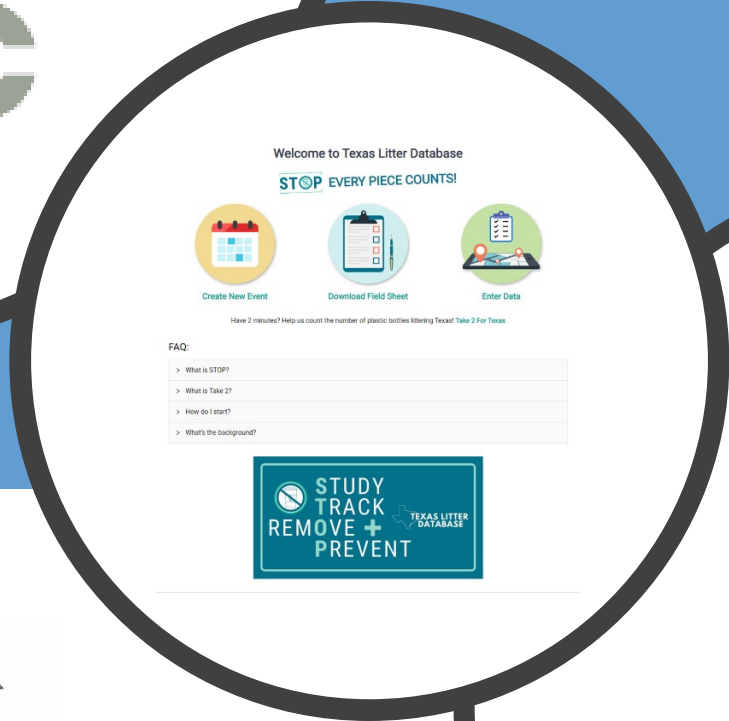 Welcome to Texas Litter Database
STOP EVERY PIECE COUNTS!
Create New Event
Download Field Sheet
Enter Data
Have 2 minutes? Help us count the number of plastic bottles littering Texas! Take 2 For Texas
FAQ:
> What is STOP?
> What is Take 2?
> How do I start?
> What's the background?
STUDY
TRACK
REMOVE +
PREVENT
TEXAS LITTER
DATABASE